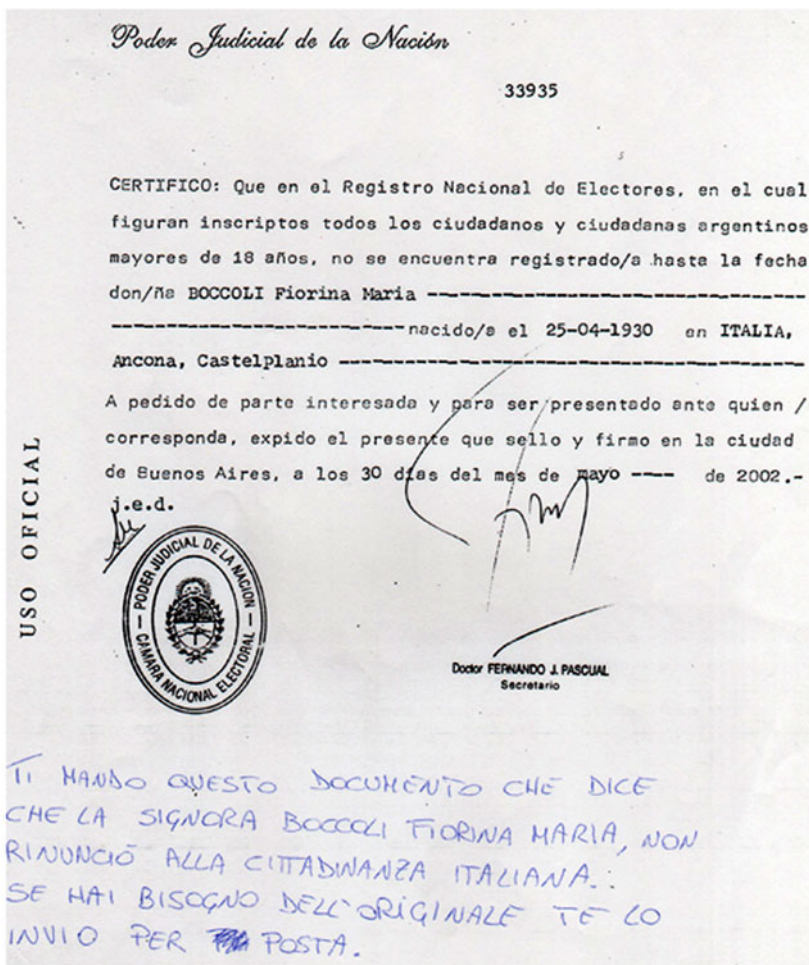 Poder Judicial de la Nación
33935
CERTIFICO: Que en el Registro Nacional de Electores, en el cual
figuran inscriptos todos los ciudadanos y ciudadanas argentinos
mayores de 18 años, no se encuentra registrado/a hasta la fecha
don/ña BOCCOLI Fiorina Maria ----------------------------------
--------------------------nacido/a el 25-04-1930 en ITALIA,
Ancona, Castelplanio ------------------------------------------
A pedido de parte interesada y para ser presentado ante quien /
corresponda, expido el presente que sello y firmo en la ciudad
de Buenos Aires, a los 30 días del mes de mayo ---- de 2002.-
j.e.d.
USO OFICIAL
PODER JUDICIAL DE LA NACION
CAMARA NACIONAL ELECTORAL
Doctor FERNANDO J. PASCUAL
Secretario
TI MANDO QUESTO DOCUMENTO CHE DICE
CHE LA SIGNORA BOCCOLI FIORINA MARIA, NON
RINUNCIÓ ALLA CITTADINANZA ITALIANA..
SE HAI BISOGNO DELL'ORIGINALE TE LO
INVIO PER POSTA.